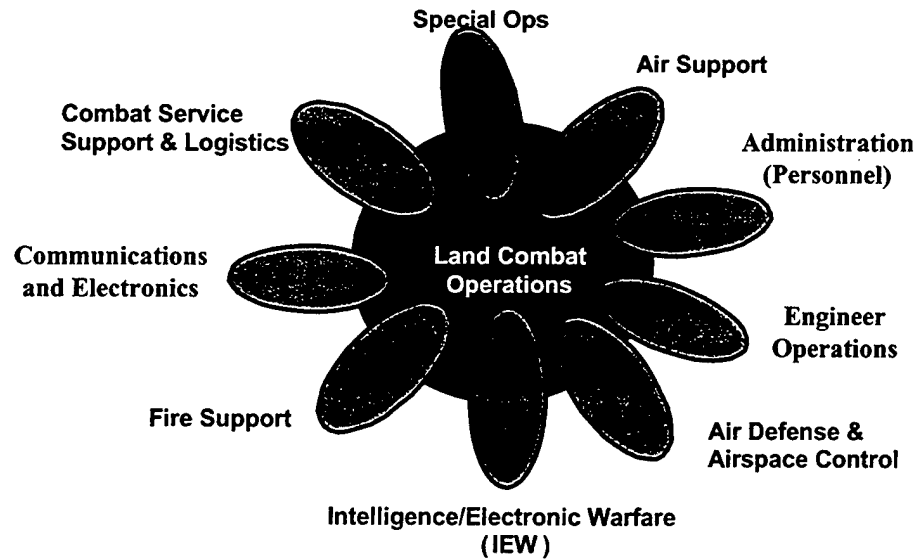 Special Ops
Air Support
Combat Service
Support & Logistics
Administration
(Personnel)
Communications
and Electronics
Land Combat
Operations
Engineer
Operations
Fire Support
Air Defense &
Airspace Control
Intelligence/Electronic Warfare
(IEW)